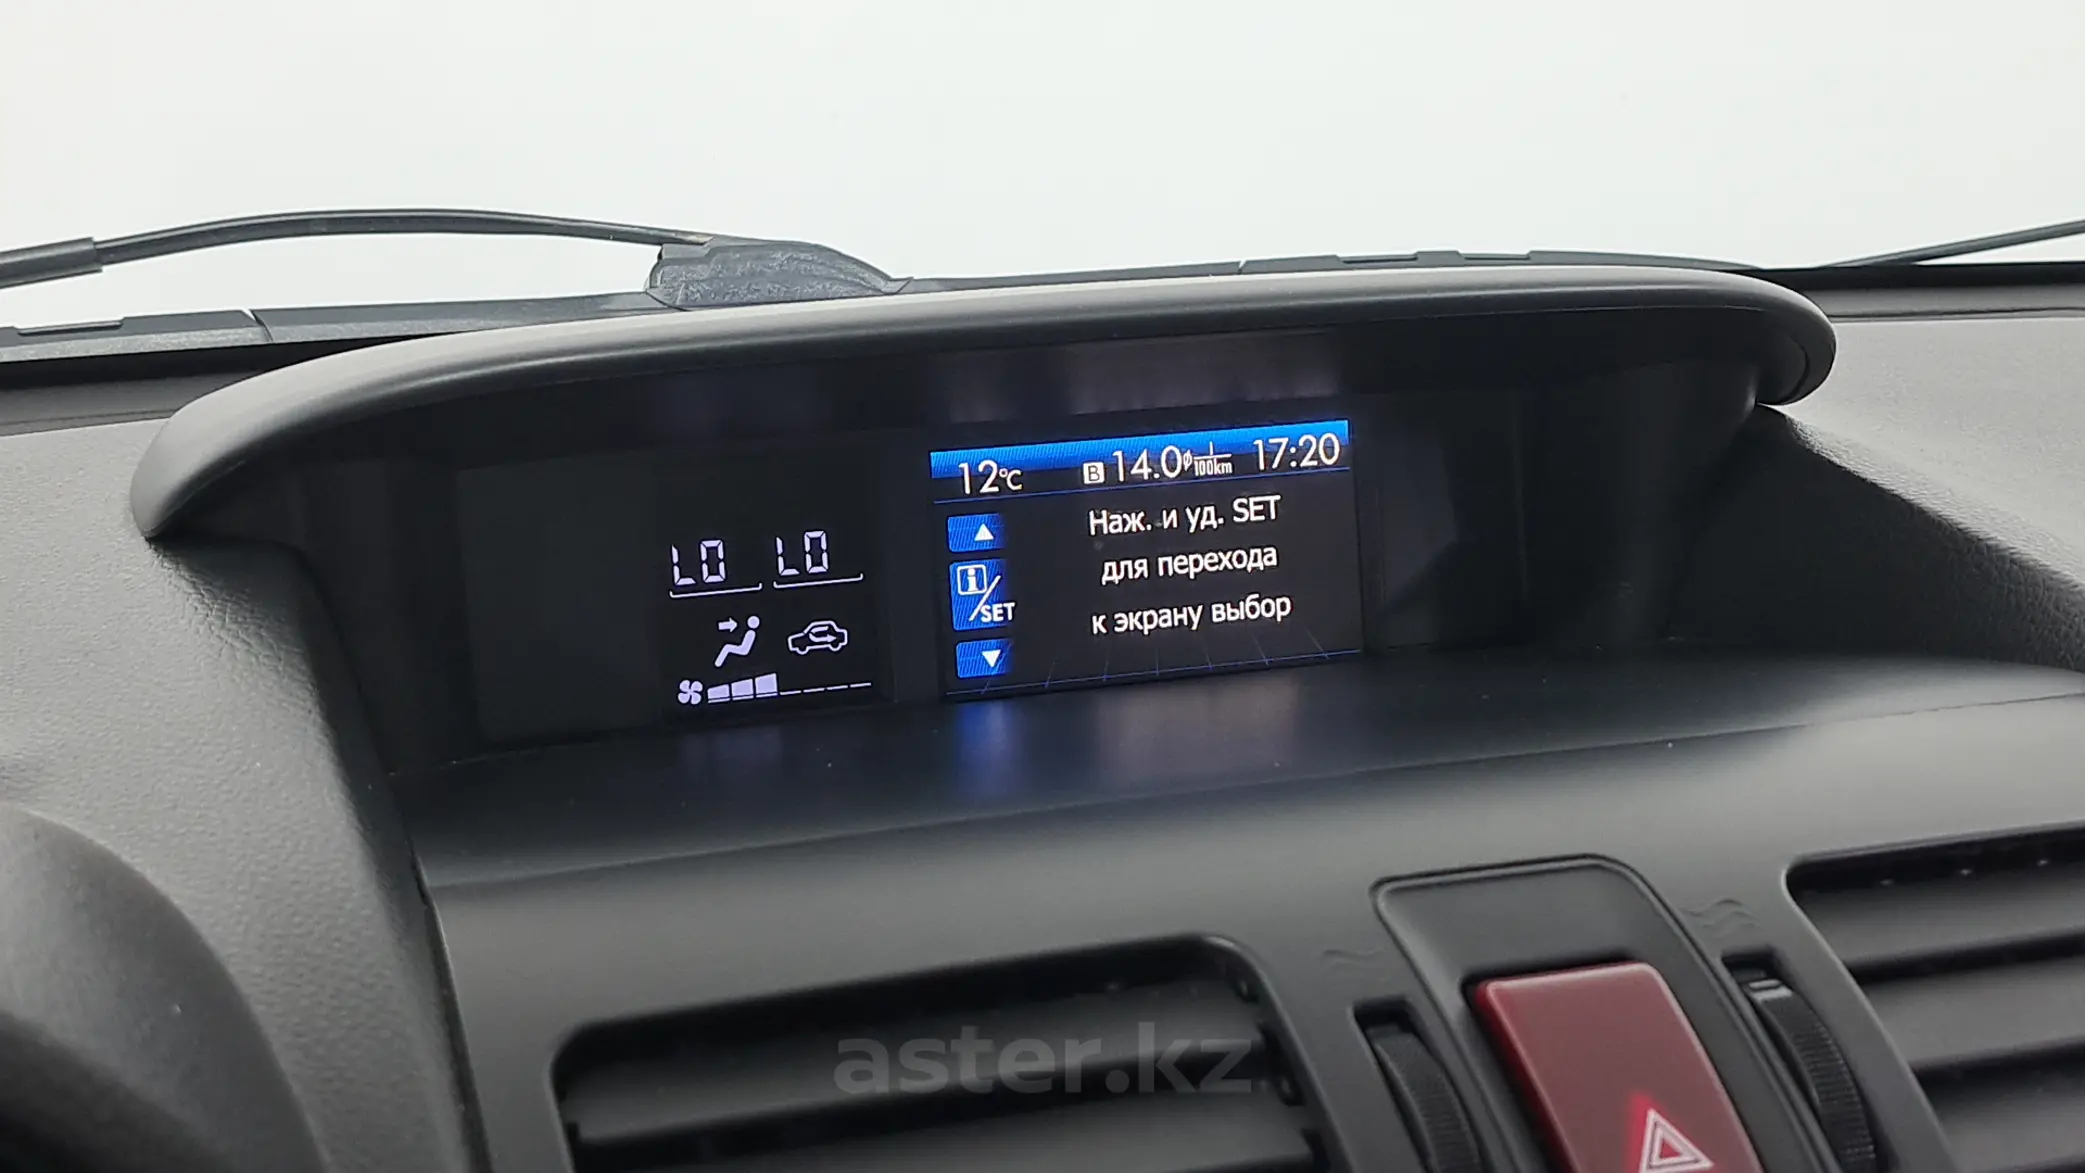 12°C B 14.0 ø L/100km 17:20
LO LO
Наж. и уд. SET
для перехода
i/SET
к экрану выбор
aster.kz